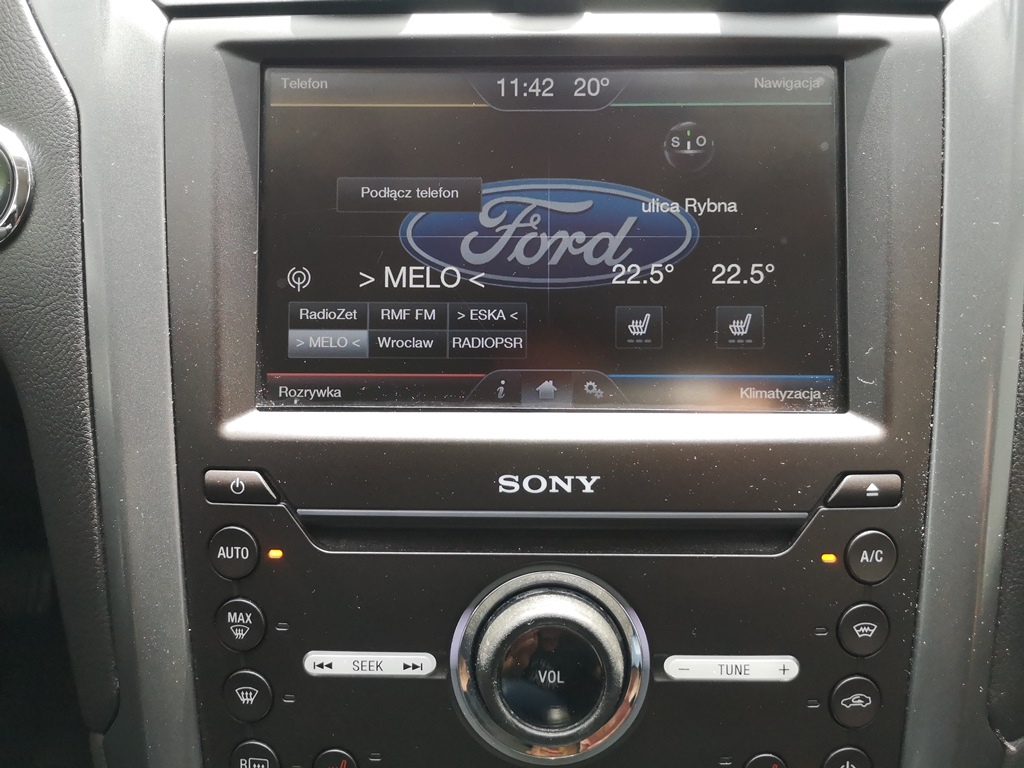 Telefon
11:42 20°
Nawigacja
S O
Podłącz telefon
Ford
ulica Rybna
> MELO <
22.5° 22.5°
RadioZet RMF FM > ESKA <
> MELO < Wroclaw RADIOPSR
Rozrywka
i
Klimatyzacja
SONY
AUTO
A/C
MAX
SEEK
VOL
− TUNE +
R